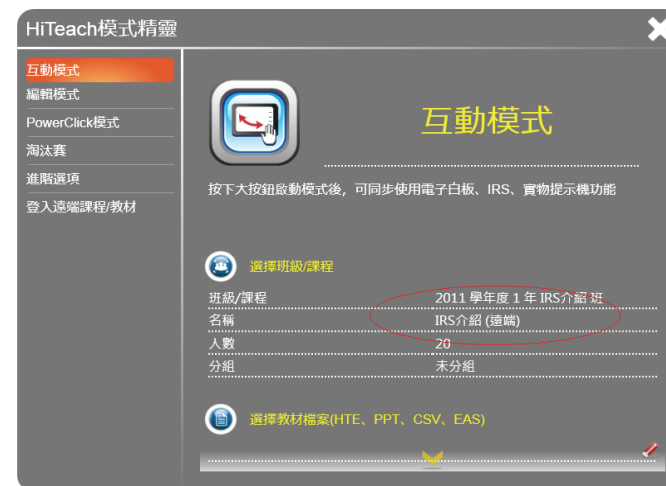 HiTeach模式精靈
互動模式
編輯模式
PowerClick模式
淘汰賽
進階選項
登入遠端課程/教材
互動模式
按下大按鈕啟動模式後，可同步使用電子白板、IRS、實物提示機功能
選擇班級/課程
班級/課程 2011 學年度 1 年 IRS介紹 班
名稱 IRS介紹 (遠端)
人數 20
分組 未分組
選擇教材檔案(HTE、PPT、CSV、EAS)